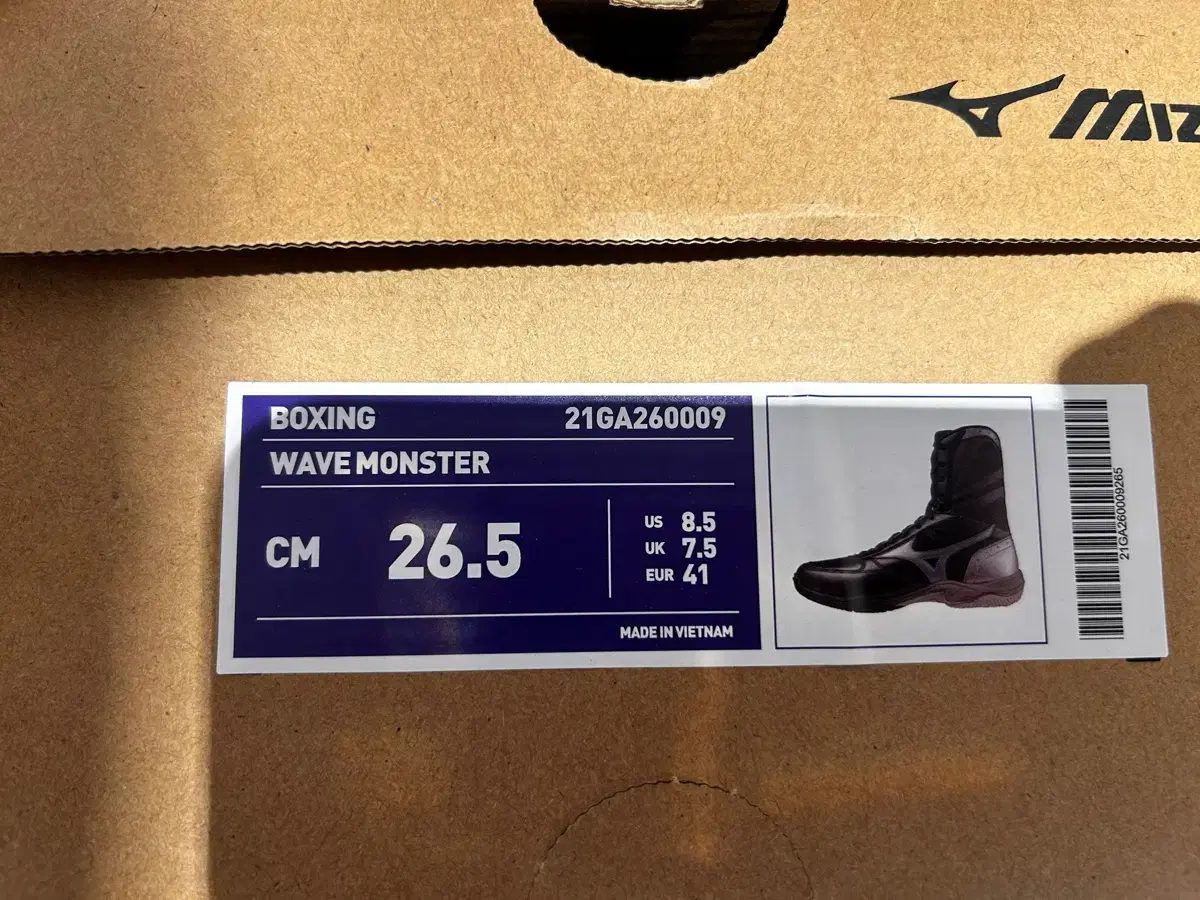 BOXING 21GA260009
WAVE MONSTER
CM 26.5
US 8.5
UK 7.5
EUR 41
MADE IN VIETNAM
21GA260009265